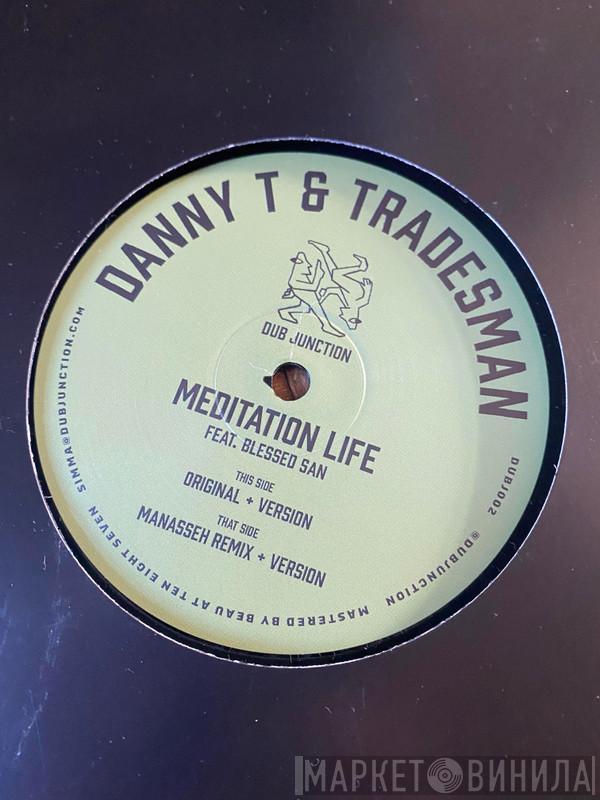 DANNY T & TRADESMAN
DUB JUNCTION
MEDITATION LIFE
FEAT. BLESSED SAN
THIS SIDE
ORIGINAL + VERSION
THAT SIDE
MANASSEH REMIX + VERSION
DUBJ002
@DUBJUNCTION
MASTERED BY BEAU AT TEN EIGHT SEVEN
SIMMA@DUBJUNCTION.COM
МАРКЕТ ВИНИЛА